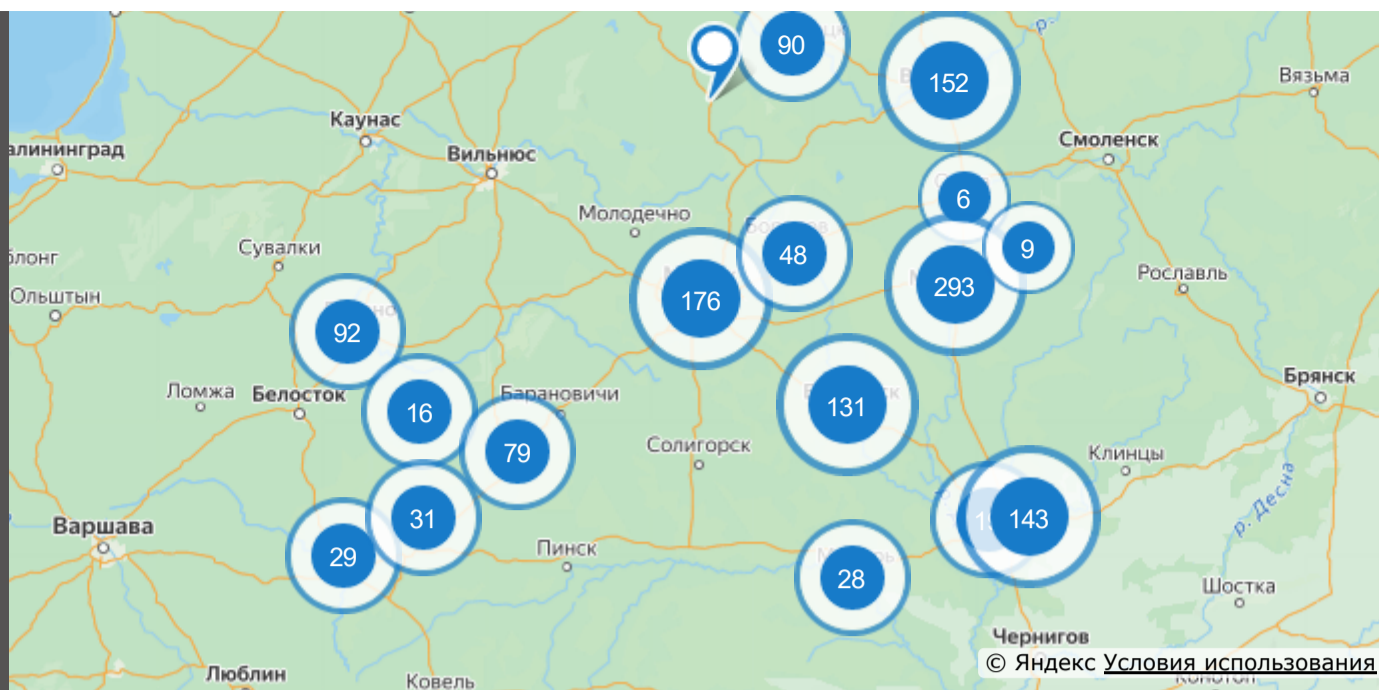 90
152
р.
Вязьма
Каунас
Смоленск
алининград
Вильнюс
6
Молодечно
48
9
Сувалки
блонг
Рославль
Ольштын
176
293
92
Брянск
Ломжа
Белосток
Барановичи
16
131
79
Солигорск
Клинцы
р. Десна
31
143
Варшава
Пинск
29
28
Шостка
Чернигов
© Яндекс Условия использования
Люблин
Ковель